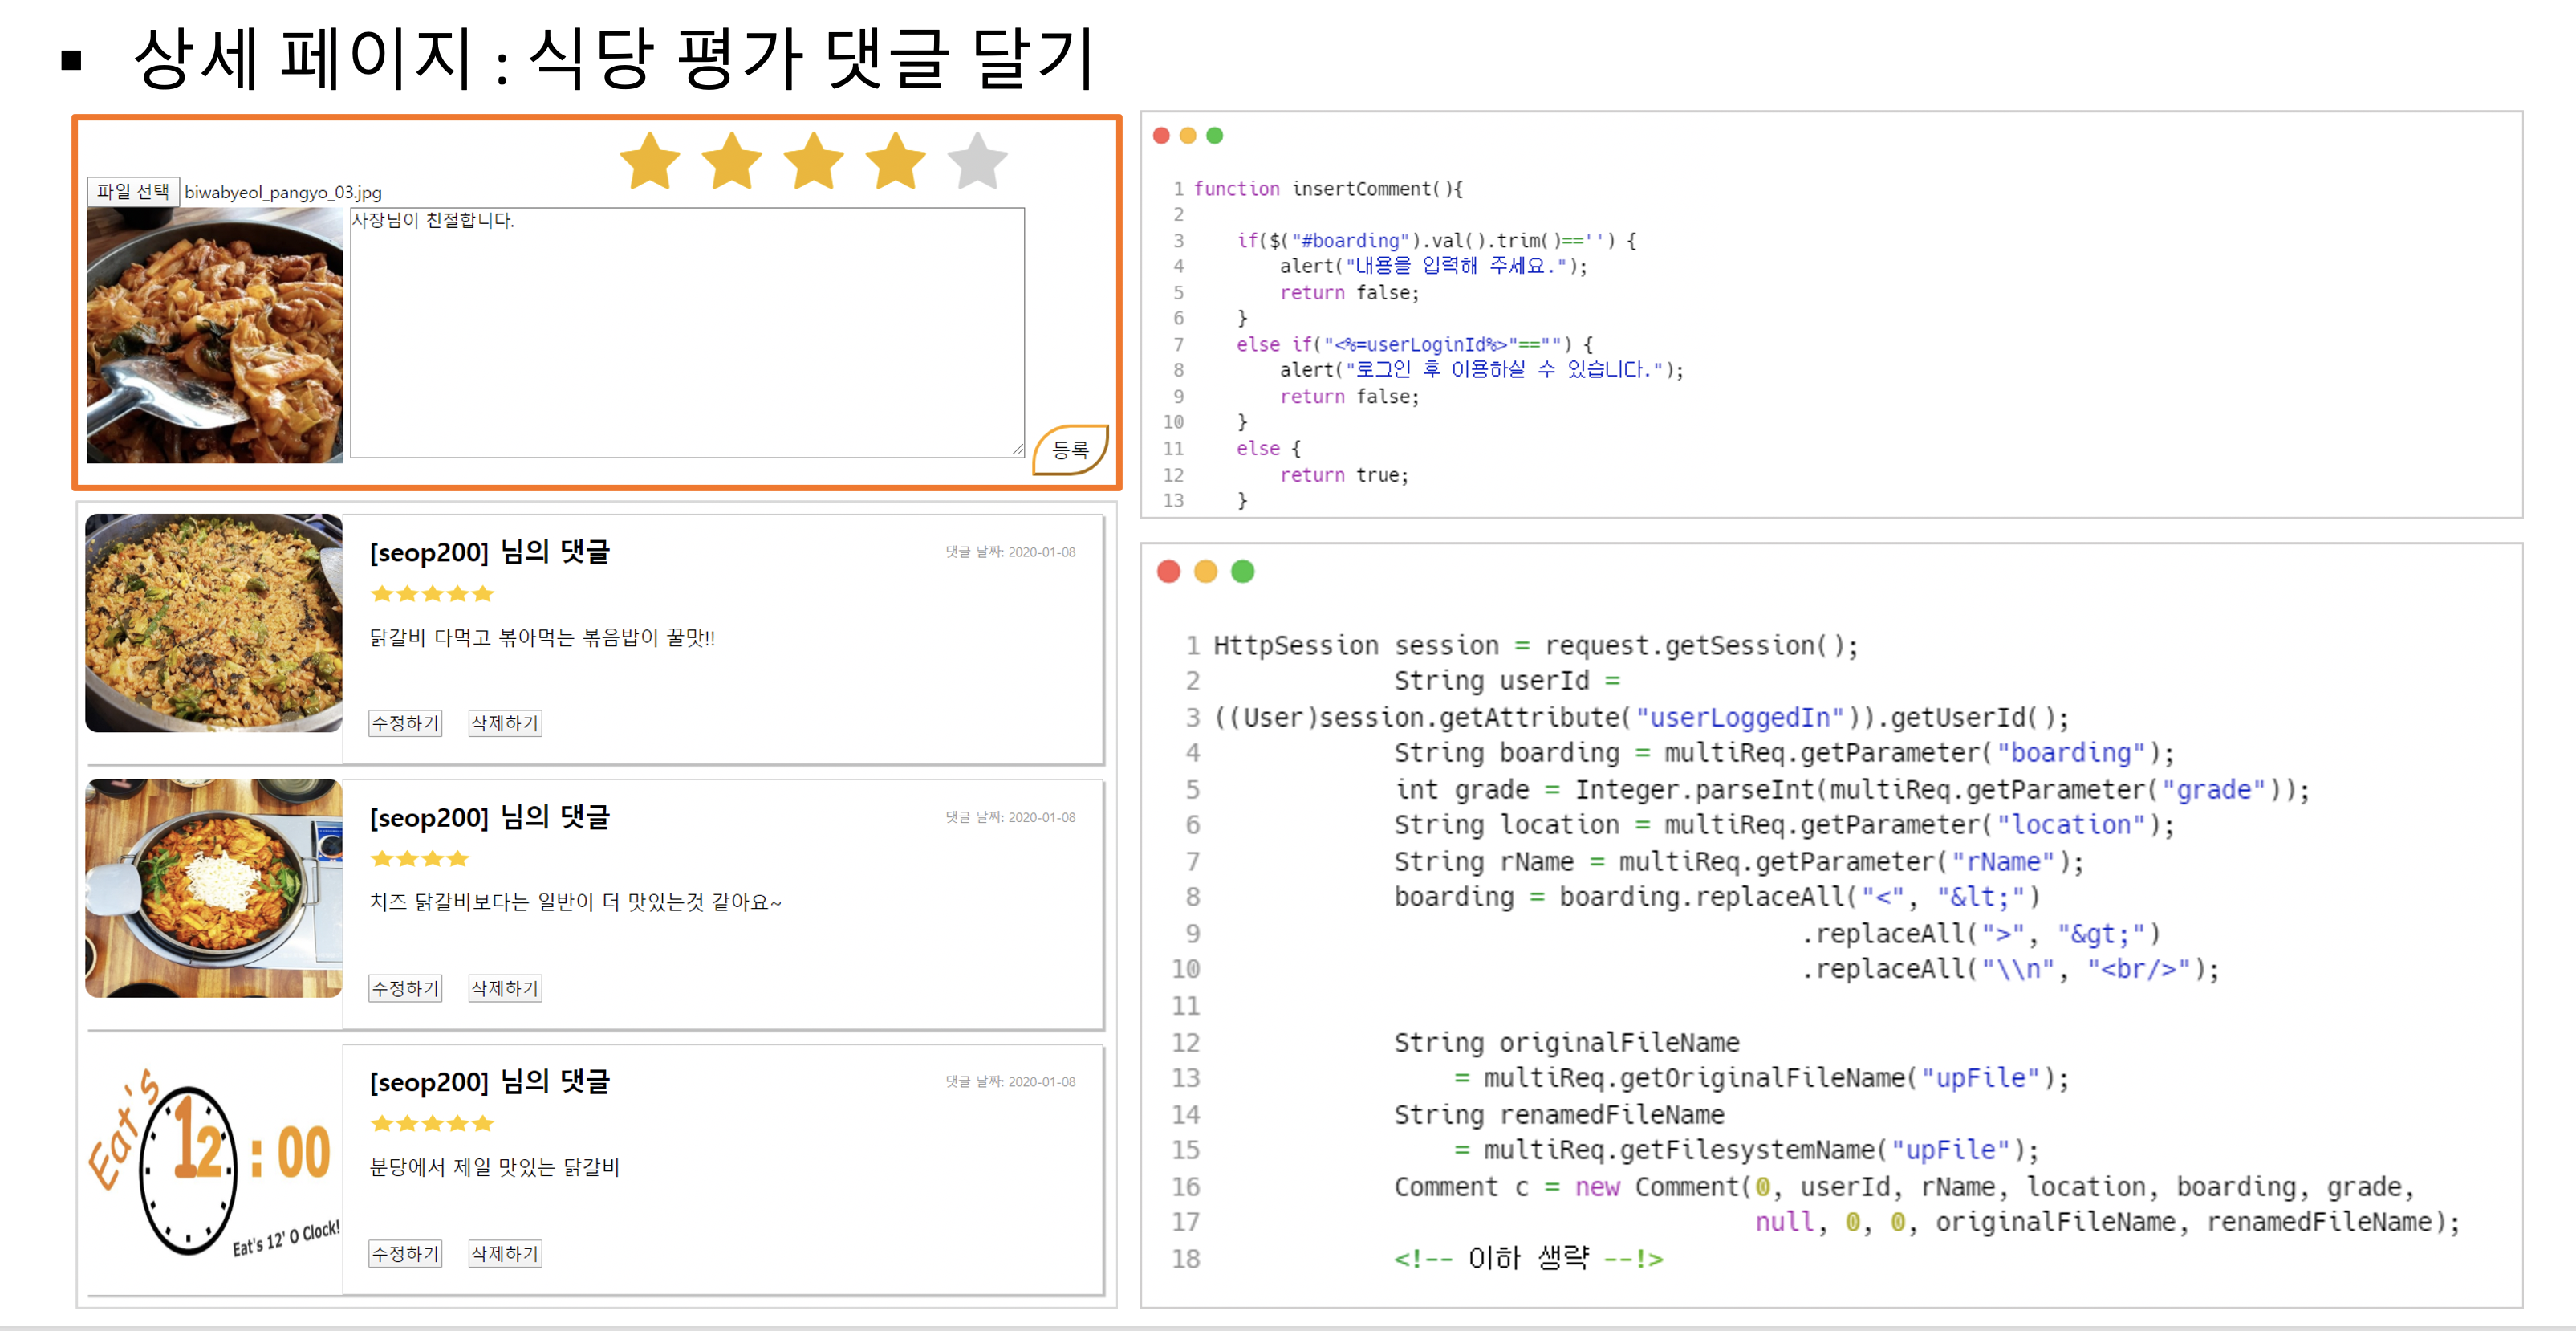 ▪ 상세 페이지 : 식당 평가 댓글 달기
파일 선택 biwabyeol_pangyo_03.jpg
사장님이 친절합니다.
등록
[seop200] 님의 댓글
댓글 날짜: 2020-01-08
닭갈비 다먹고 볶아먹는 볶음밥이 꿀맛!!
수정하기 삭제하기
[seop200] 님의 댓글
댓글 날짜: 2020-01-08
치즈 닭갈비보다는 일반이 더 맛있는것 같아요~
수정하기 삭제하기
Eat's
12 : 00
Eat's 12' O Clock!
[seop200] 님의 댓글
댓글 날짜: 2020-01-08
분당에서 제일 맛있는 닭갈비
수정하기 삭제하기
1 function insertComment(){
2
3 if($("#boarding").val().trim()=='') {
4 alert("내용을 입력해 주세요.");
5 return false;
6 }
7 else if("<%=userLoginId%>"=="") {
8 alert("로그인 후 이용하실 수 있습니다.");
9 return false;
10 }
11 else {
12 return true;
13 }
1 HttpSession session = request.getSession();
2 String userId =
3 ((User)session.getAttribute("userLoggedIn")).getUserId();
4 String boarding = multiReq.getParameter("boarding");
5 int grade = Integer.parseInt(multiReq.getParameter("grade"));
6 String location = multiReq.getParameter("location");
7 String rName = multiReq.getParameter("rName");
8 boarding = boarding.replaceAll("<", "&lt;")
9 .replaceAll(">", "&gt;")
10 .replaceAll("\\n", "<br/>");
11
12 String originalFileName
13 = multiReq.getOriginalFileName("upFile");
14 String renamedFileName
15 = multiReq.getFilesystemName("upFile");
16 Comment c = new Comment(0, userId, rName, location, boarding, grade,
17 null, 0, 0, originalFileName, renamedFileName);
18 <!-- 이하 생략 --!>